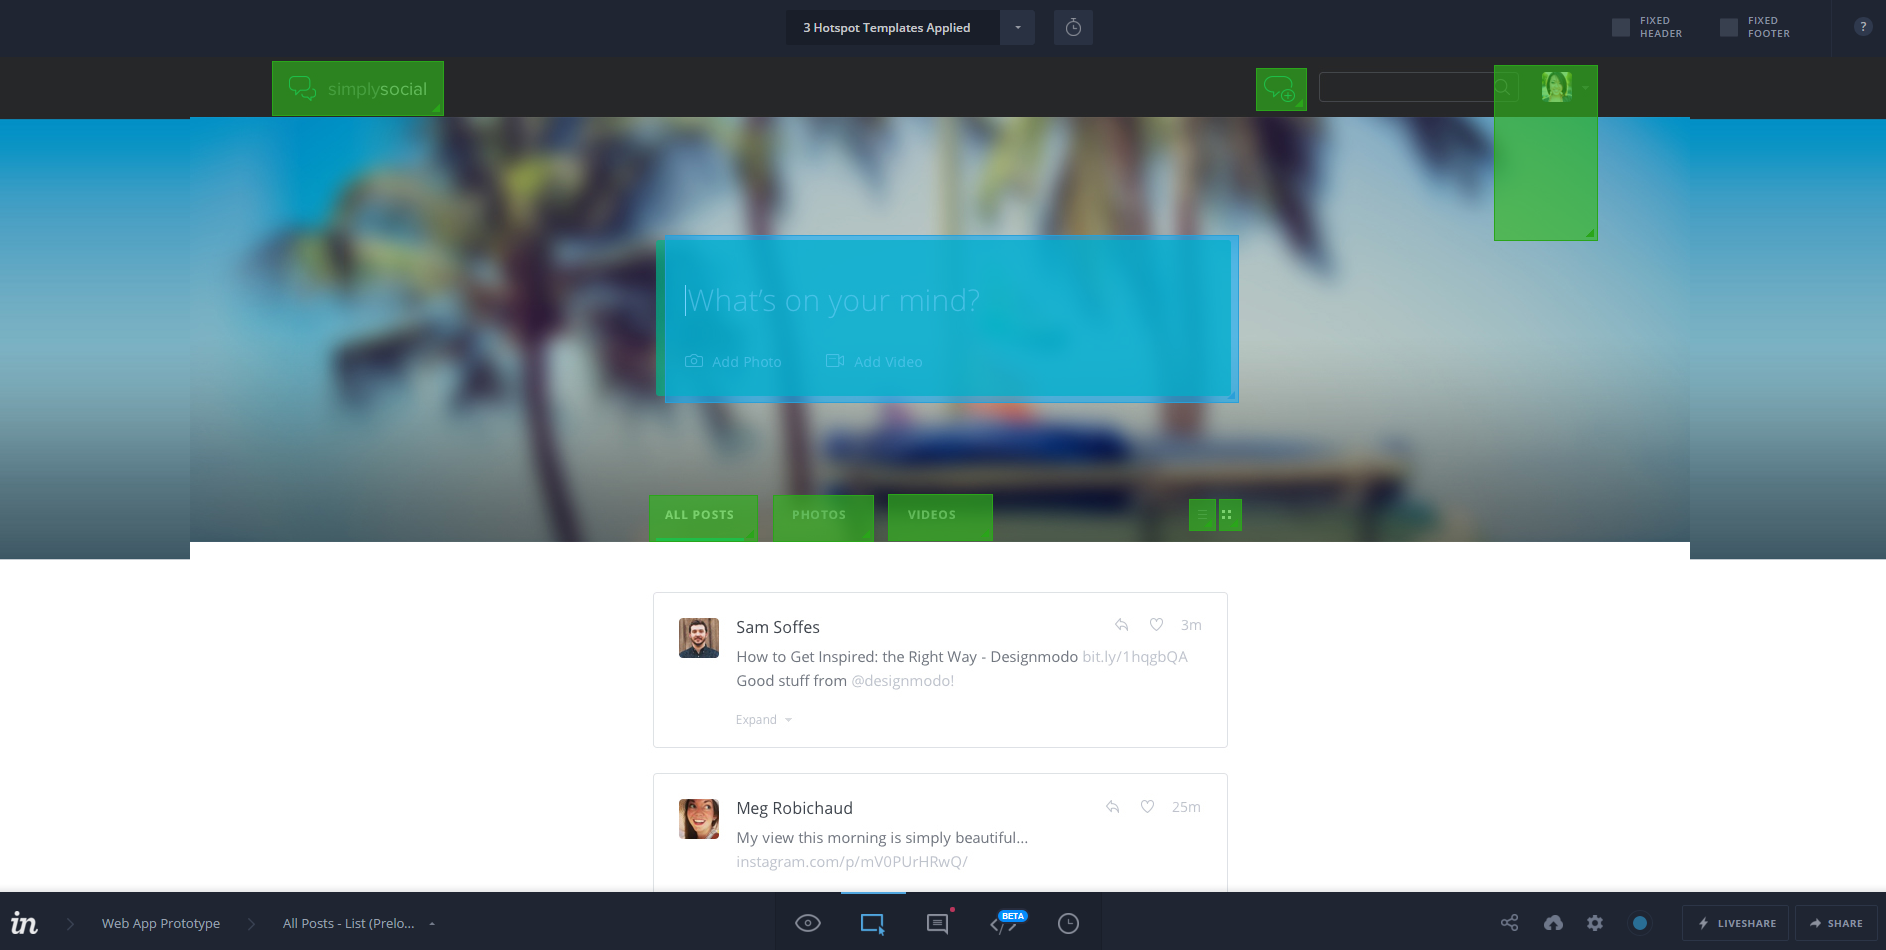 3 Hotspot Templates Applied
FIXED
HEADER
FIXED
FOOTER
?
simplysocial
What's on your mind?
Add Photo
Add Video
ALL POSTS
PHOTOS
VIDEOS
Sam Soffes
3m
How to Get Inspired: the Right Way - Designmodo bit.ly/1hqgbQA
Good stuff from @designmodo!
Expand
Meg Robichaud
25m
My view this morning is simply beautiful...
instagram.com/p/mV0PUrHRwQ/
in
Web App Prototype
All Posts - List (Prelo...
BETA
LIVESHARE
SHARE